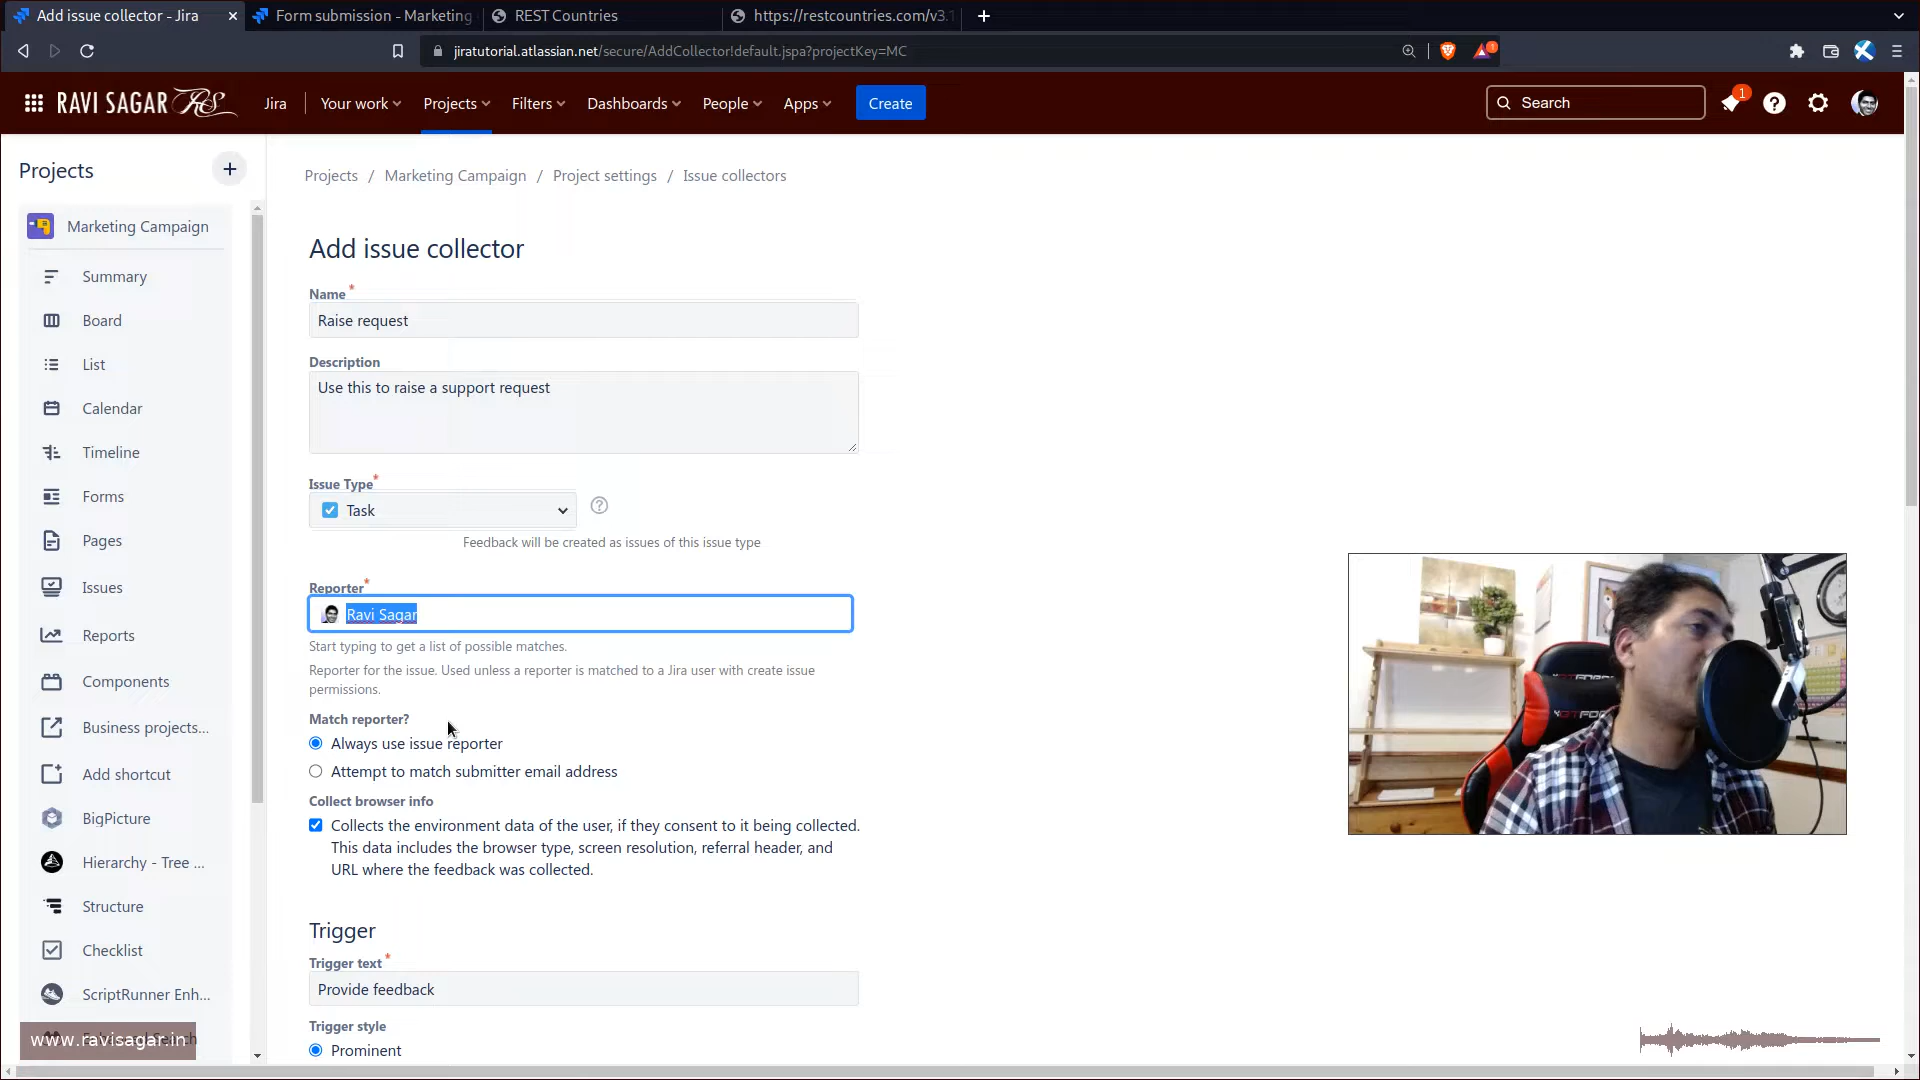 Add issue collector - Jira
Form submission - Marketing
REST Countries
https://restcountries.com/v3.1
jiratutorial.atlassian.net/secure/AddCollector!default.jspa?projectKey=MC
1
RAVI SAGAR RS
Jira
Your work
Projects
Filters
Dashboards
People
Apps
Create
Search
1
Projects
Marketing Campaign
Summary
Board
List
Calendar
Timeline
Forms
Pages
Issues
Reports
Components
Business projects...
Add shortcut
BigPicture
Hierarchy - Tree ...
Structure
Checklist
ScriptRunner Enh...
www.ravisagar.in
Projects / Marketing Campaign / Project settings / Issue collectors
Add issue collector
Name *
Raise request
Description
Use this to raise a support request
Issue Type *
Task
Feedback will be created as issues of this issue type
Reporter *
Ravi Sagar
Start typing to get a list of possible matches.
Reporter for the issue. Used unless a reporter is matched to a Jira user with create issue
permissions.
Match reporter?
Always use issue reporter
Attempt to match submitter email address
Collect browser info
Collects the environment data of the user, if they consent to it being collected.
This data includes the browser type, screen resolution, referral header, and
URL where the feedback was collected.
Trigger
Trigger text *
Provide feedback
Trigger style
Prominent